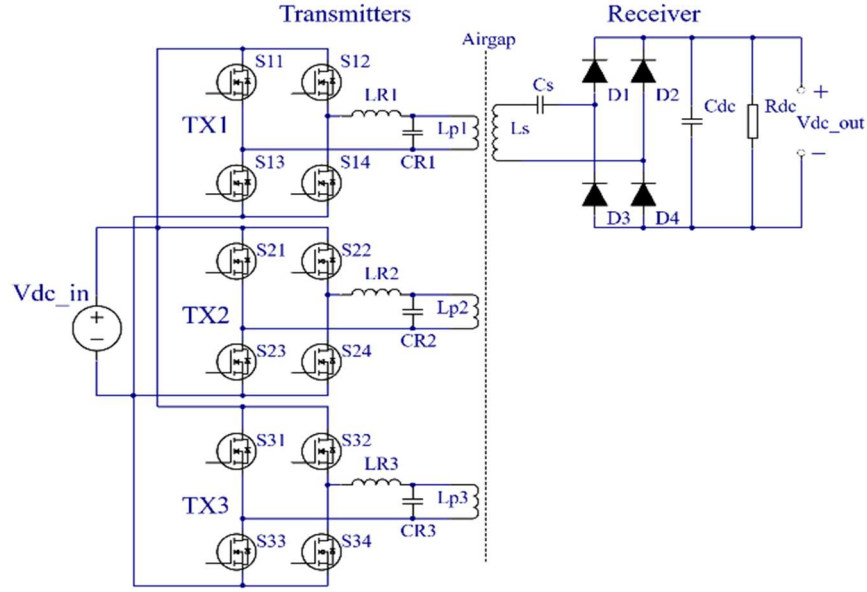 Transmitters
Receiver
Airgap
S11
S12
LR1
TX1
Lp1
CR1
S13
S14
Cs
Ls
D1
D2
Cdc
Rdc
+
Vdc_out
−
D3
D4
Vdc_in
+
−
S21
S22
LR2
TX2
Lp2
CR2
S23
S24
S31
S32
LR3
TX3
Lp3
CR3
S33
S34